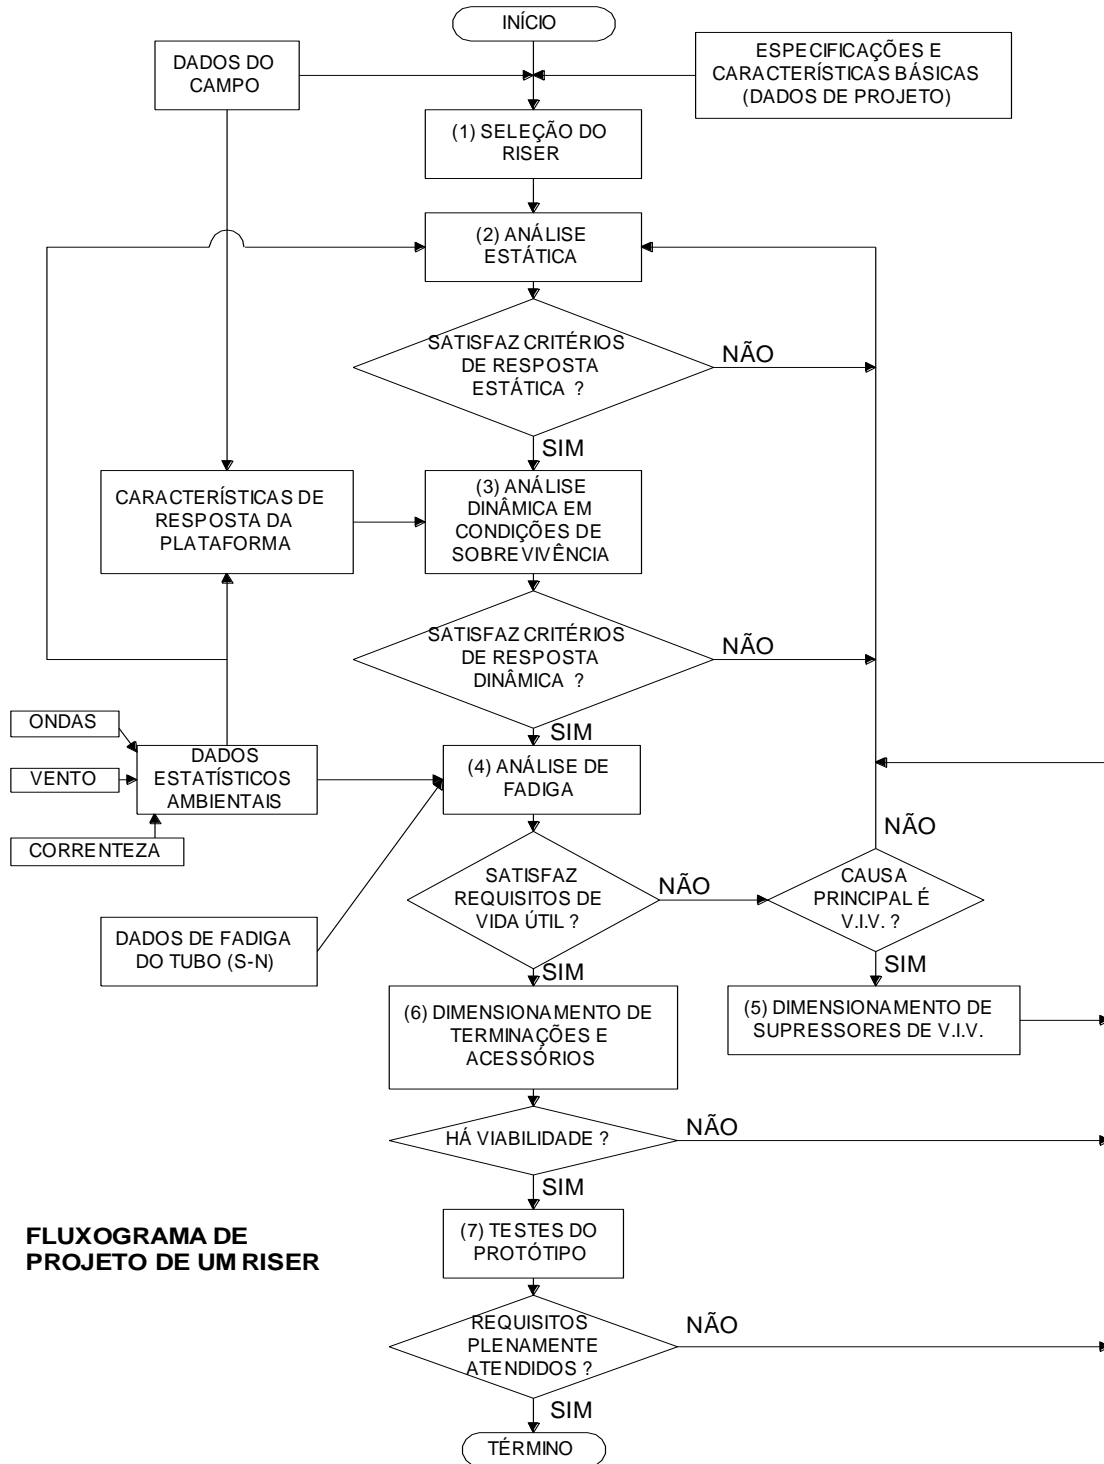 INÍCIO
DADOS DO
CAMPO
ESPECIFICAÇÕES E
CARACTERÍSTICAS BÁSICAS
(DADOS DE PROJETO)
(1) SELEÇÃO DO
RISER
(2) ANÁLISE
ESTÁTICA
SATISFAZ CRITÉRIOS
DE RESPOSTA
ESTÁTICA ?
NÃO
SIM
CARACTERÍSTICAS DE
RESPOSTA DA
PLATAFORMA
(3) ANÁLISE
DINÂMICA EM
CONDIÇÕES DE
SOBREVIVÊNCIA
SATISFAZ CRITÉRIOS
DE RESPOSTA
DINÂMICA ?
NÃO
SIM
ONDAS
VENTO
CORRENTEZA
DADOS
ESTATÍSTICOS
AMBIENTAIS
(4) ANÁLISE DE
FADIGA
NÃO
SATISFAZ
REQUISITOS DE
VIDA ÚTIL ?
NÃO
CAUSA
PRINCIPAL É
V.I.V. ?
DADOS DE FADIGA
DO TUBO (S-N)
SIM
SIM
(6) DIMENSIONAMENTO DE
TERMINAÇÕES E
ACESSÓRIOS
(5) DIMENSIONAMENTO DE
SUPRESSORES DE V.I.V.
HÁ VIABILIDADE ?
NÃO
SIM
FLUXOGRAMA DE
PROJETO DE UM RISER
(7) TESTES DO
PROTÓTIPO
REQUISITOS
PLENAMENTE
ATENDIDOS ?
NÃO
SIM
TÉRMINO